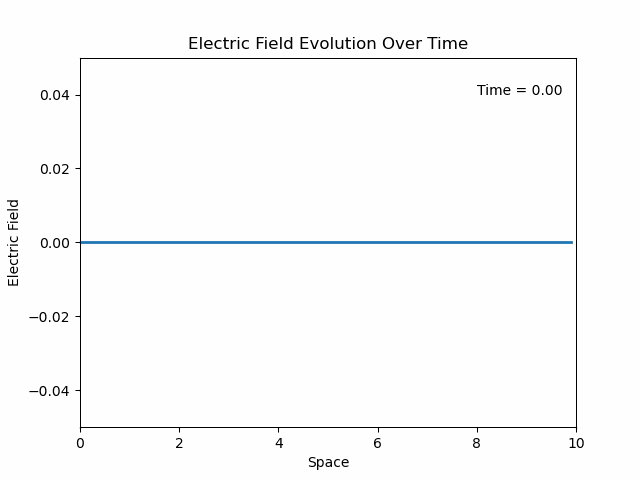 Electric Field Evolution Over Time
Time = 0.00
0.04
0.02
0.00
−0.02
−0.04
Electric Field
0 2 4 6 8 10
Space